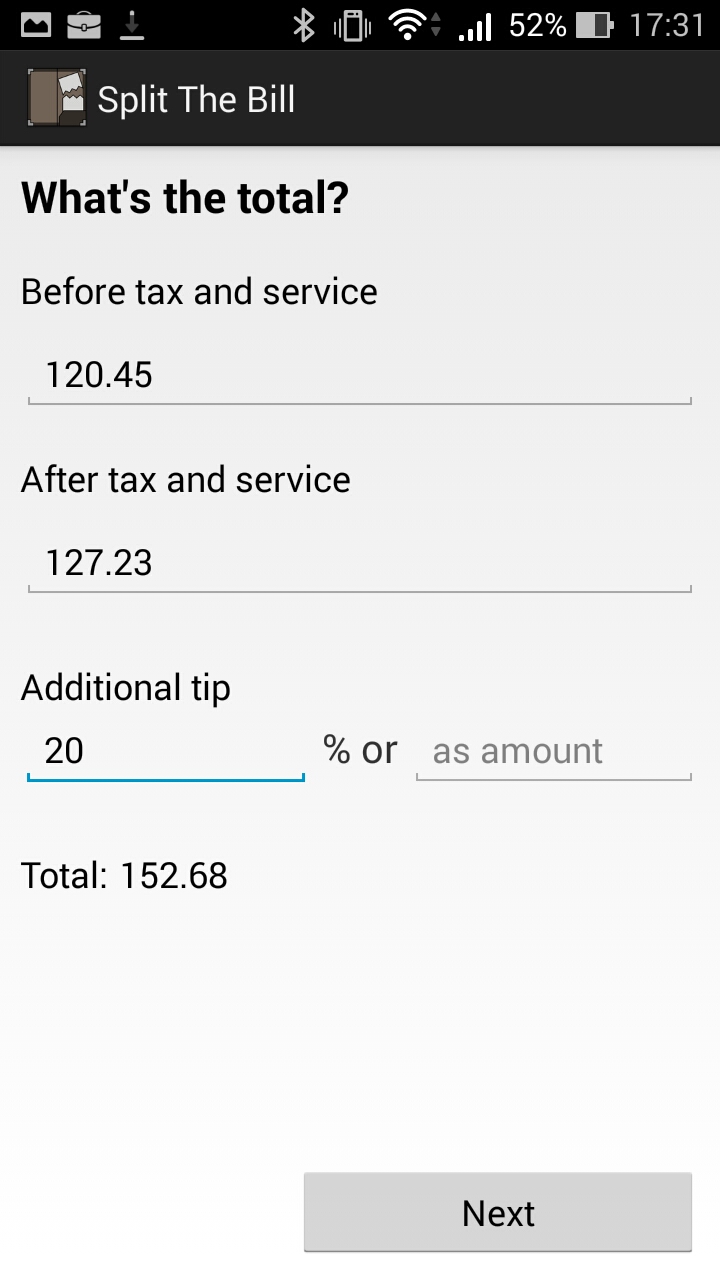 52% 17:31
Split The Bill
What's the total?
Before tax and service
120.45
After tax and service
127.23
Additional tip
20 % or as amount
Total: 152.68
Next